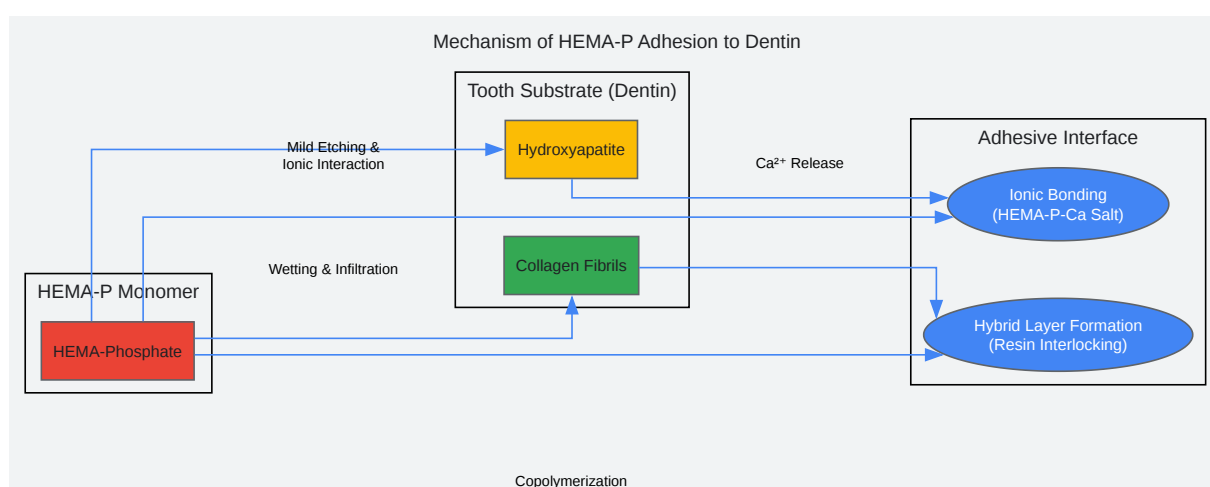 Mechanism of HEMA-P Adhesion to Dentin
Tooth Substrate (Dentin)
Adhesive Interface
Mild Etching &
Ionic Interaction
Hydroxyapatite
Ca²⁺ Release
Ionic Bonding
(HEMA-P-Ca Salt)
Wetting & Infiltration
Collagen Fibrils
HEMA-P Monomer
HEMA-Phosphate
Hybrid Layer Formation
(Resin Interlocking)
Copolymerization